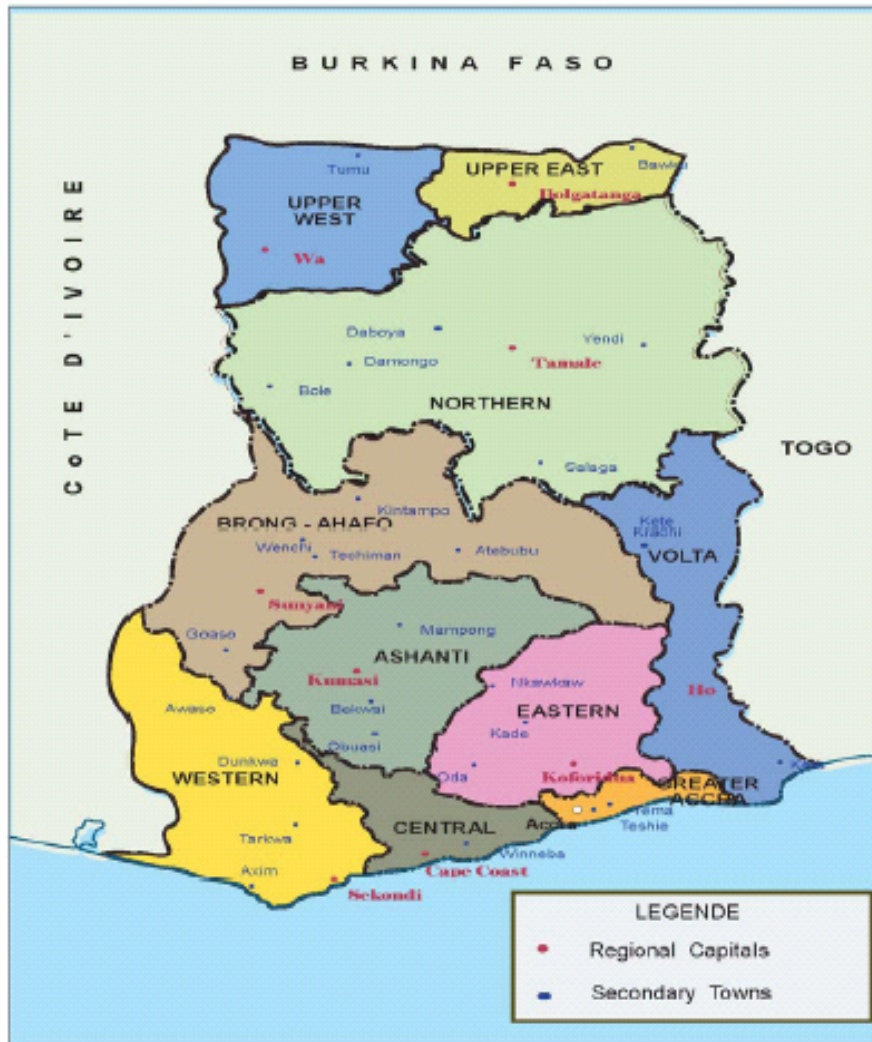 BURKINA FASO
CoTE D'IVOIRE
TOGO
UPPER EAST
Bawku
Tumu
Bolgatanga
UPPER
WEST
Wa
Daboya
Yendi
Damongo
Tamale
Bole
NORTHERN
Salaga
Kintampo
BRONG - AHAFO
Kete
Krachi
Wenchi
Techiman
Atebubu
VOLTA
Sunyani
Goaso
Mampong
ASHANTI
Kumasi
Nkawkaw
Ho
Bekwai
EASTERN
Awaso
Kade
Obuasi
Dunkwa
WESTERN
Oda
Koforidua
GREATER
ACCRA
Tema
Accra
Teshie
CENTRAL
Tarkwa
Winneba
Cape Coast
Axim
Sekondi
LEGENDE
Regional Capitals
Secondary Towns